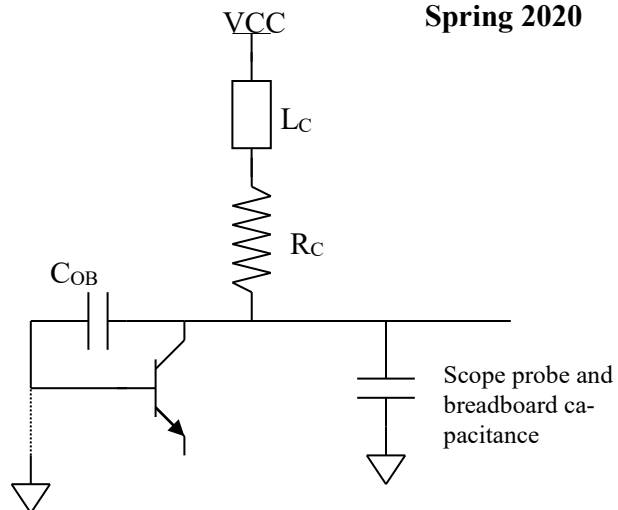 VCC
Spring 2020
LC
RC
COB
Scope probe and
breadboard ca-
pacitance